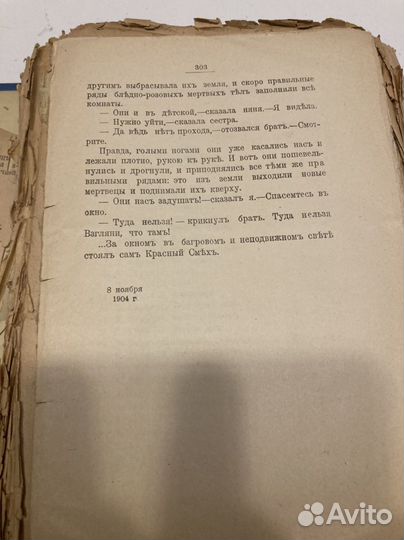 303
другимъ выбрасывала ихъ земля, и скоро правильные
ряды блѣдно-розовыхъ мертвыхъ тѣлъ заполнили всѣ
комнаты.
— Они и въ дѣтской,—сказала няня.—Я видѣла.
— Нужно уйти,—сказала сестра.
— Да вѣдь нѣтъ прохода,—отозвался братъ.—Смот-
рите.
Правда, голыми ногами они уже касались насъ и
лежали плотно, рукою къ рукѣ. И вотъ они пошевель-
нулись и дрогнули, и приподнялись все тѣми же пра
вильными рядами: это изъ земли выходили новые
мертвецы и поднимали ихъ кверху.
— Они насъ задушатъ!—сказалъ я.—Спасемтесь въ
окно.
— Туда нельзя! — крикнулъ братъ. Туда нельзя
Взгляни, что тамъ!
...За окномъ въ багровомъ и неподвижномъ свѣтѣ
стоялъ самъ Красный Смѣхъ.
8 ноября
1904 г.
Avito